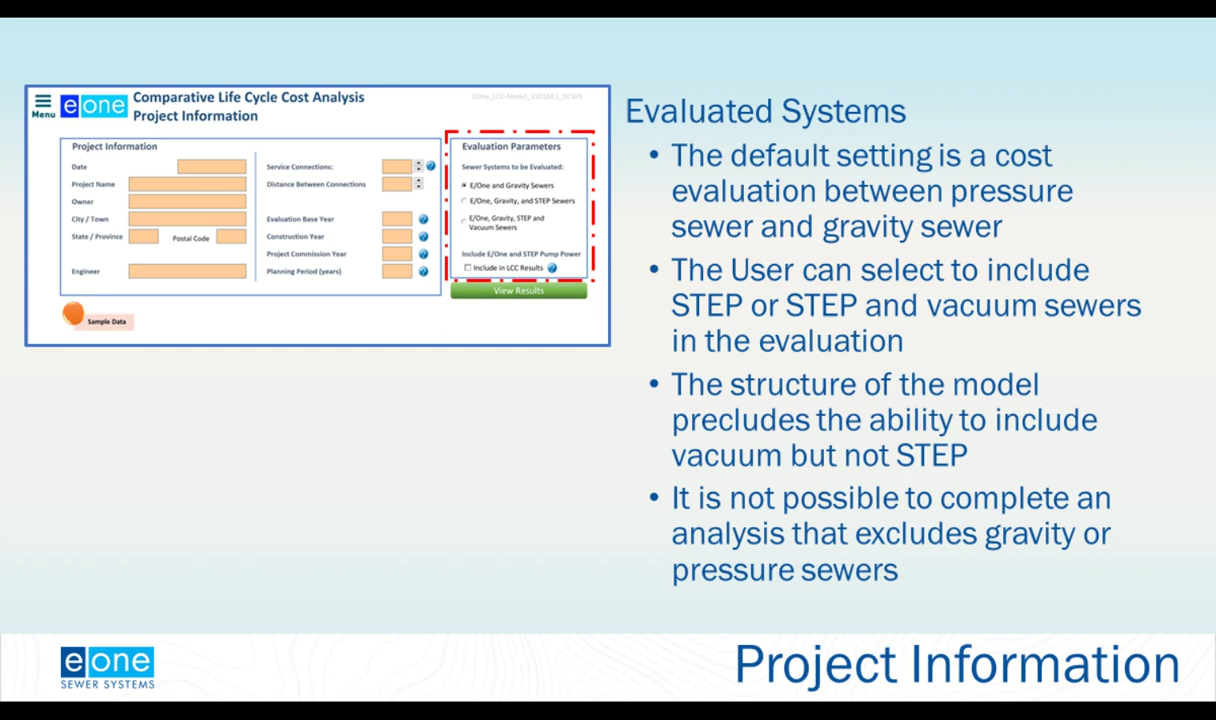 Menu
e one
Comparative Life Cycle Cost Analysis
Project Information
EOne_LCC-Model_V2018R1_DCW9
Project Information
Date
Project Name
Owner
City / Town
State / Province
Postal Code
Engineer
Service Connections:
Distance Between Connections
Evaluation Base Year
Construction Year
Project Commission Year
Planning Period (years)
Evaluation Parameters
Sewer Systems to be Evaluated:
E/One and Gravity Sewers
E/One, Gravity, and STEP Sewers
E/One, Gravity, STEP and
Vacuum Sewers
Include E/One and STEP Pump Power
Include in LCC Results
View Results
Sample Data
Evaluated Systems
• The default setting is a cost
evaluation between pressure
sewer and gravity sewer
• The User can select to include
STEP or STEP and vacuum sewers
in the evaluation
• The structure of the model
precludes the ability to include
vacuum but not STEP
• It is not possible to complete an
analysis that excludes gravity or
pressure sewers
e one
SEWER SYSTEMS
Project Information